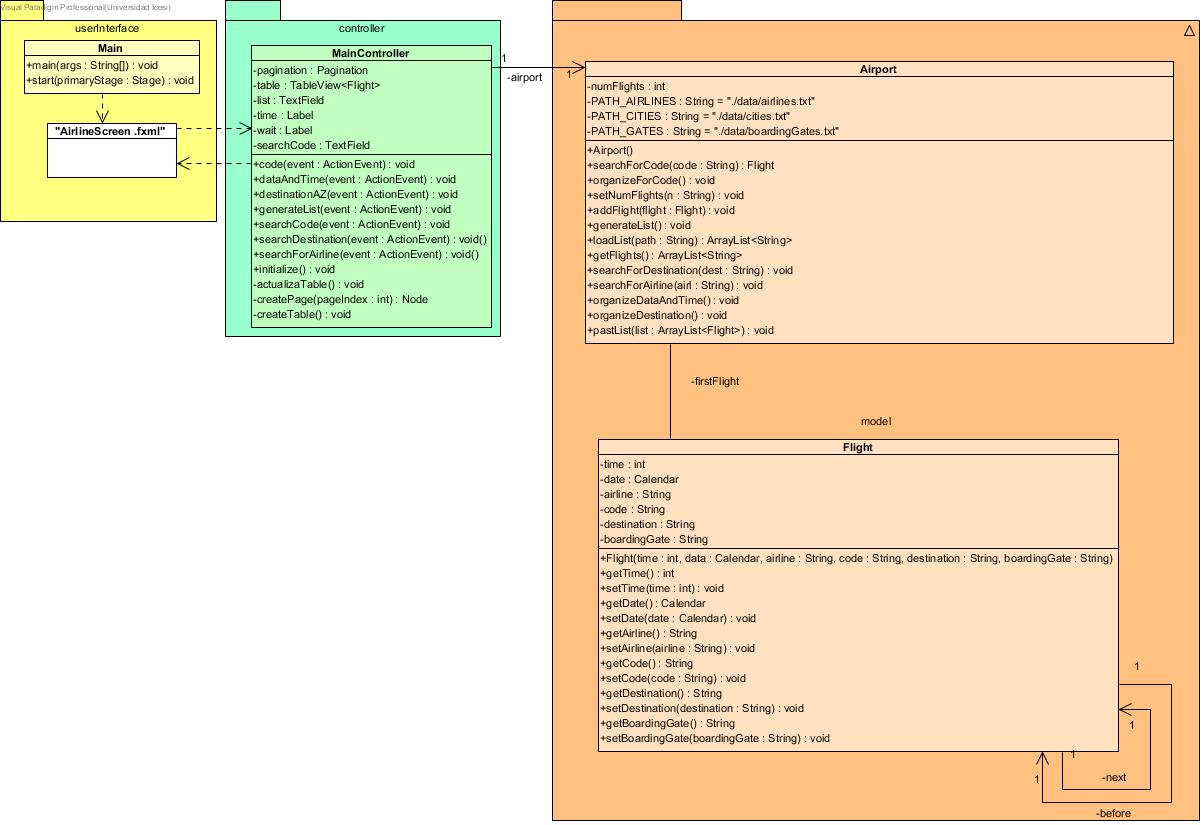 Visual Paradigm Professional(Universidad Icesi)
userInterface
Main
+main(args : String[]) : void
+start(primaryStage : Stage) : void
"AirlineScreen .fxml"
controller
MainController
-pagination : Pagination
-table : TableView<Flight>
-list : TextField
-time : Label
-wait : Label
-searchCode : TextField
+code(event : ActionEvent) : void
+dataAndTime(event : ActionEvent) : void
+destinationAZ(event : ActionEvent) : void
+generateList(event : ActionEvent) : void
+searchCode(event : ActionEvent) : void
+searchDestination(event : ActionEvent) : void()
+searchForAirline(event : ActionEvent) : void()
+initialize() : void
-actualizaTable() : void
-createPage(pageIndex : int) : Node
-createTable() : void
1
-airport
1
Airport
-numFlights : int
-PATH_AIRLINES : String = "./data/airlines.txt"
-PATH_CITIES : String = "./data/cities.txt"
-PATH_GATES : String = "./data/boardingGates.txt"
+Airport()
+searchForCode(code : String) : Flight
+organizeForCode() : void
+setNumFlights(n : String) : void
+addFlight(flight : Flight) : void
+generateList() : void
+loadList(path : String) : ArrayList<String>
+getFlights() : ArrayList<String>
+searchForDestination(dest : String) : void
+searchForAirline(airl : String) : void
+organizeDataAndTime() : void
+organizeDestination() : void
+pastList(list : ArrayList<Flight>) : void
-firstFlight
model
Flight
-time : int
-date : Calendar
-airline : String
-code : String
-destination : String
-boardingGate : String
+Flight(time : int, data : Calendar, airline : String, code : String, destination : String, boardingGate : String)
+getTime() : int
+setTime(time : int) : void
+getDate() : Calendar
+setDate(date : Calendar) : void
+getAirline() : String
+setAirline(airline : String) : void
+getCode() : String
+setCode(code : String) : void
+getDestination() : String
+setDestination(destination : String) : void
+getBoardingGate() : String
+setBoardingGate(boardingGate : String) : void
1
1
1
1
-next
-before